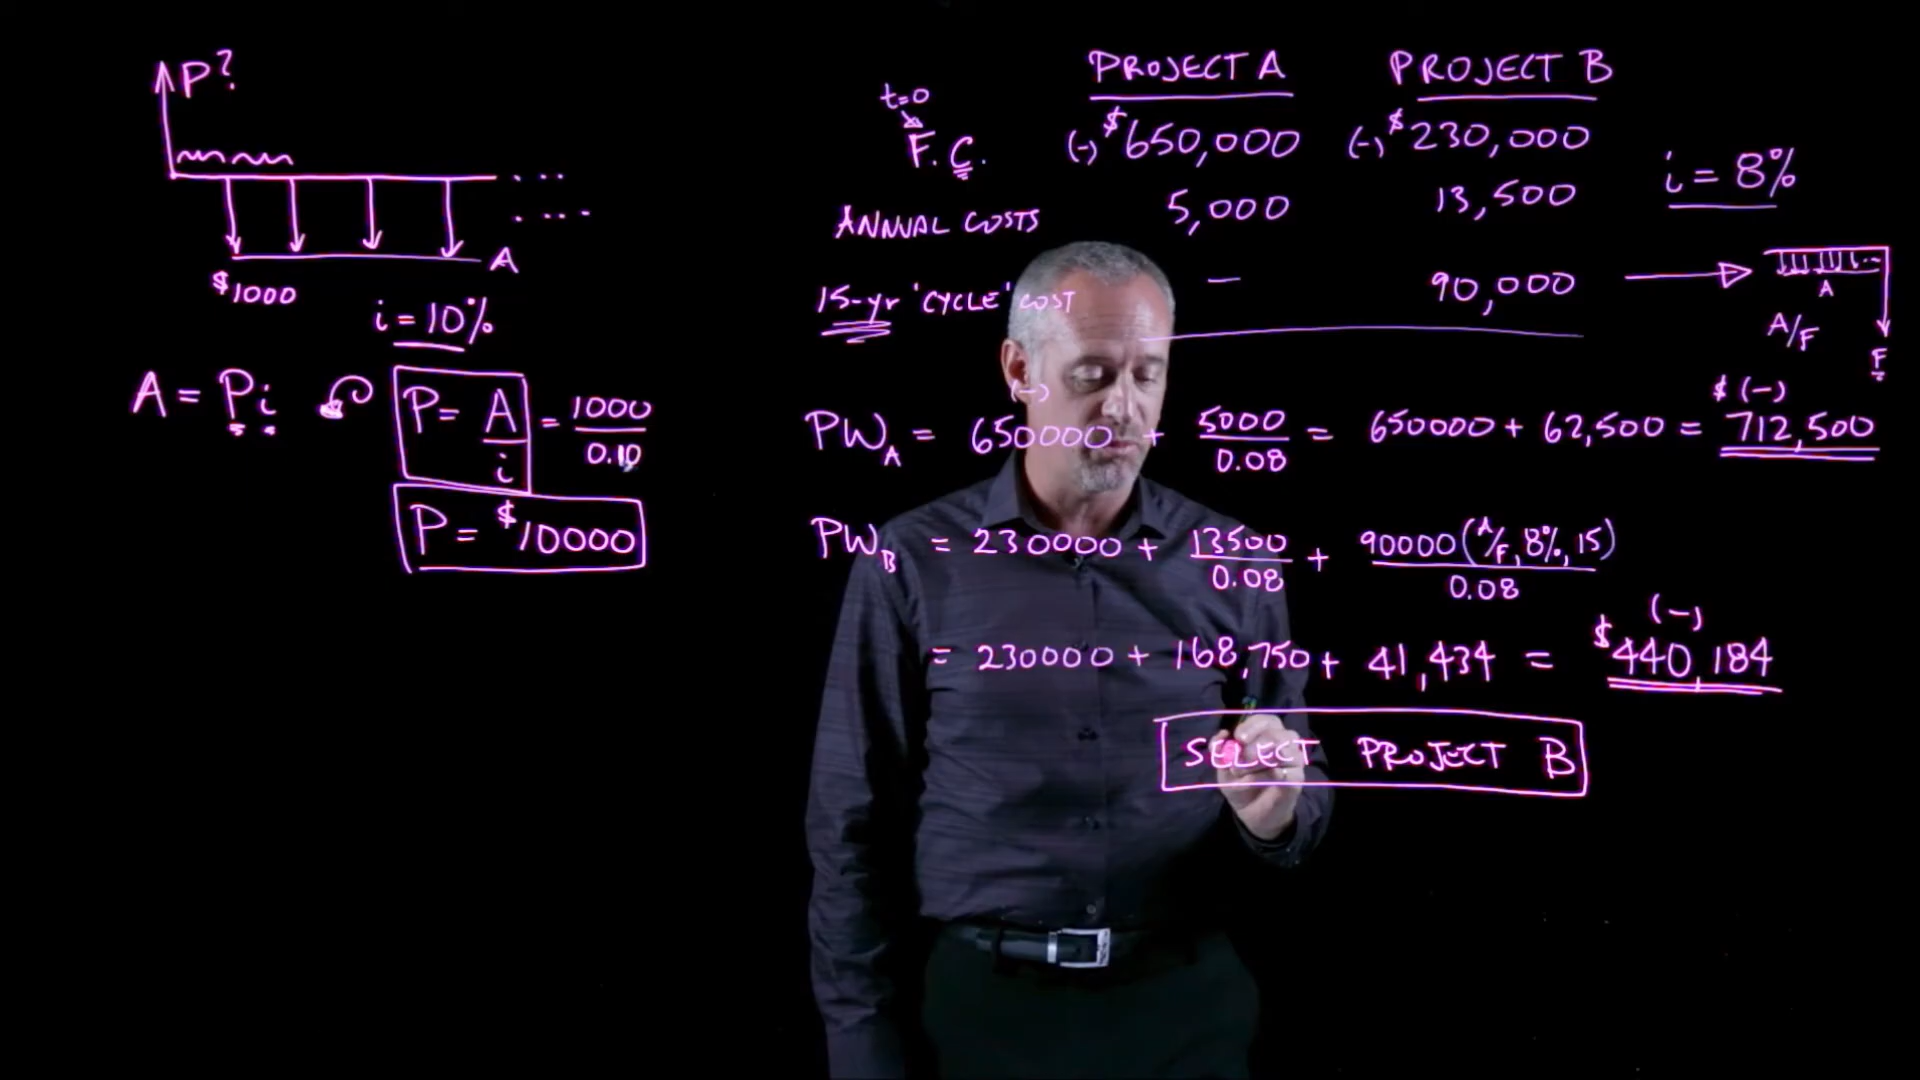 P?
A
$1000
i = 10%
A = Pi
P = A/i = 1000/0.10
P = $10000
PROJECT A PROJECT B
t=0
F.C. (-) $650,000 (-) $230,000
i = 8%
ANNUAL COSTS 5,000 13,500
15-yr 'CYCLE' COST — 90,000
A
A/F
F
(-) $ (-)
PW_A = 650000 + 5000/0.08 = 650000 + 62,500 = 712,500
PW_B = 230000 + 13500/0.08 + 90000(A/F, 8%, 15)/0.08
(-)
= 230000 + 168,750 + 41,434 = $440,184
SELECT PROJECT B